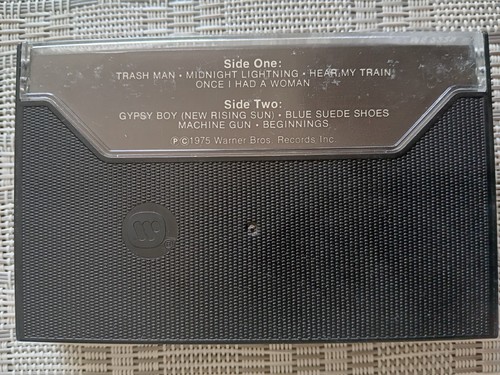 Side One:
TRASH MAN • MIDNIGHT LIGHTNING • HEAR MY TRAIN
ONCE I HAD A WOMAN
Side Two:
GYPSY BOY (NEW RISING SUN) • BLUE SUEDE SHOES
MACHINE GUN • BEGINNINGS
Ⓟ©1975 Warner Bros. Records Inc.